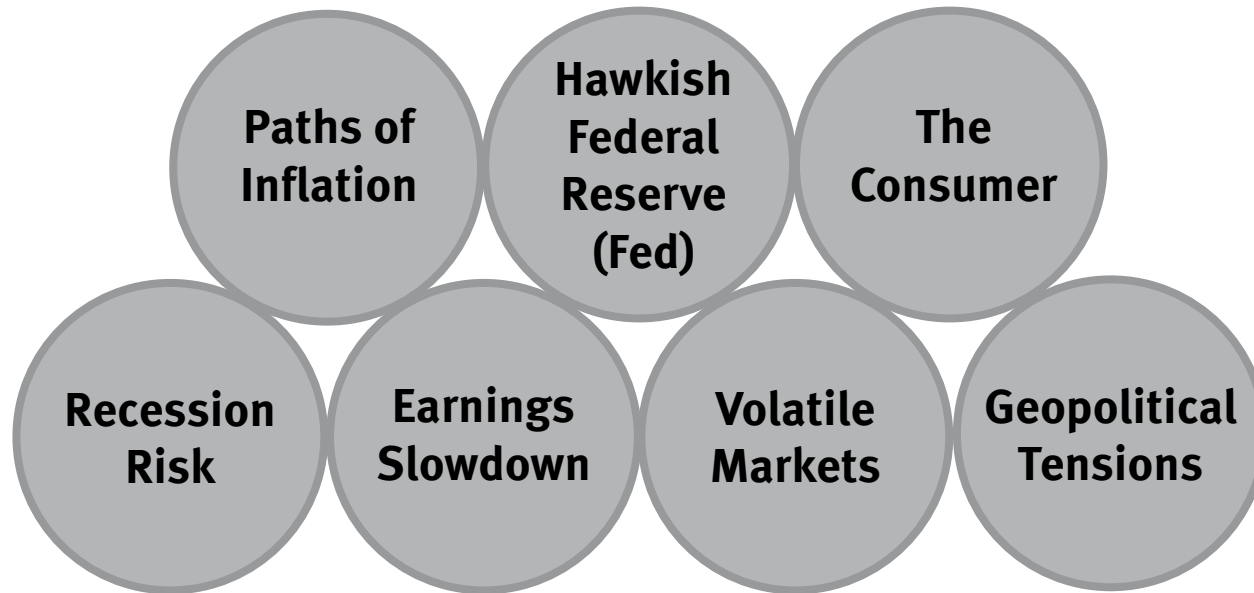 Paths of
Inflation
Hawkish
Federal
Reserve
(Fed)
The
Consumer
Recession
Risk
Earnings
Slowdown
Volatile
Markets
Geopolitical
Tensions